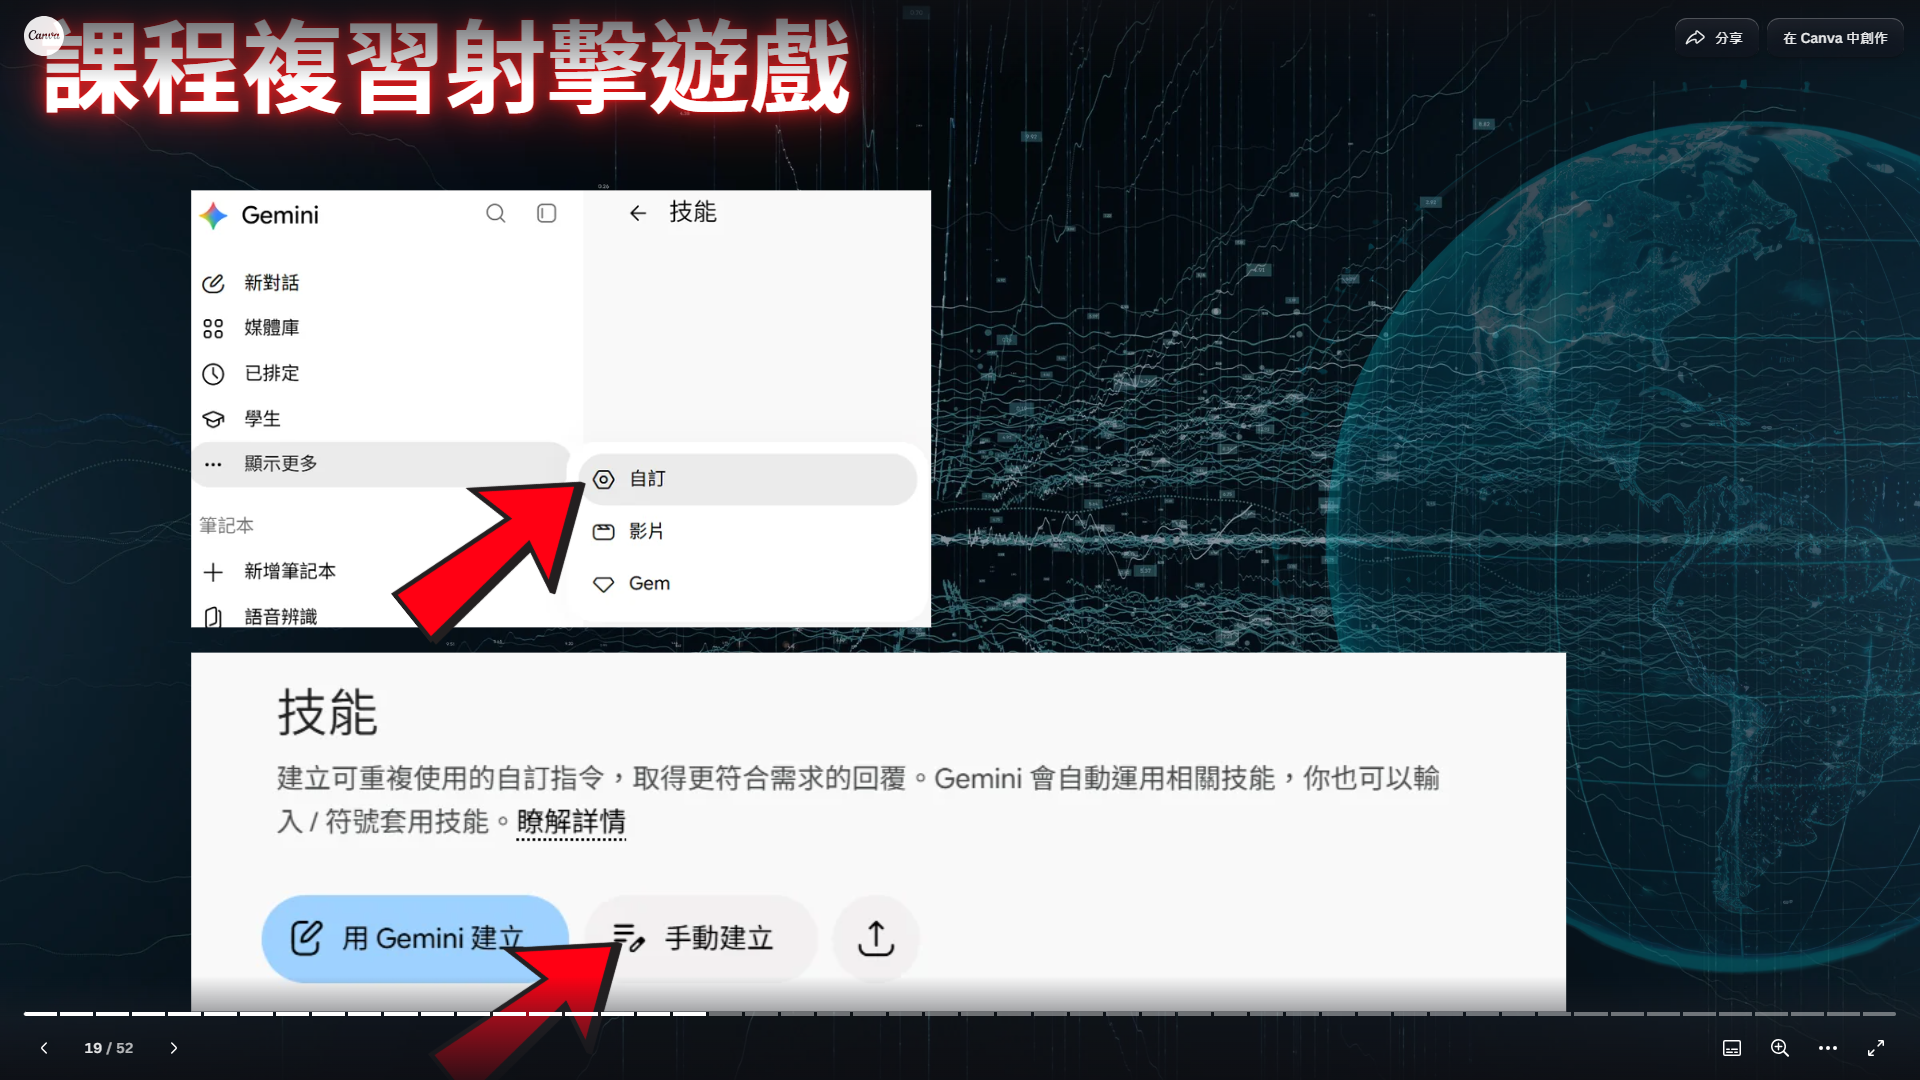 Canva
課程複習射擊遊戲
分享
在 Canva 中創作
Gemini
新對話
媒體庫
已排定
學生
顯示更多
筆記本
新增筆記本
語音辨識
技能
自訂
影片
Gem
技能
建立可重複使用的自訂指令，取得更符合需求的回覆。Gemini 會自動運用相關技能，你也可以輸
入 / 符號套用技能。瞭解詳情
用 Gemini 建立
手動建立
19 / 52